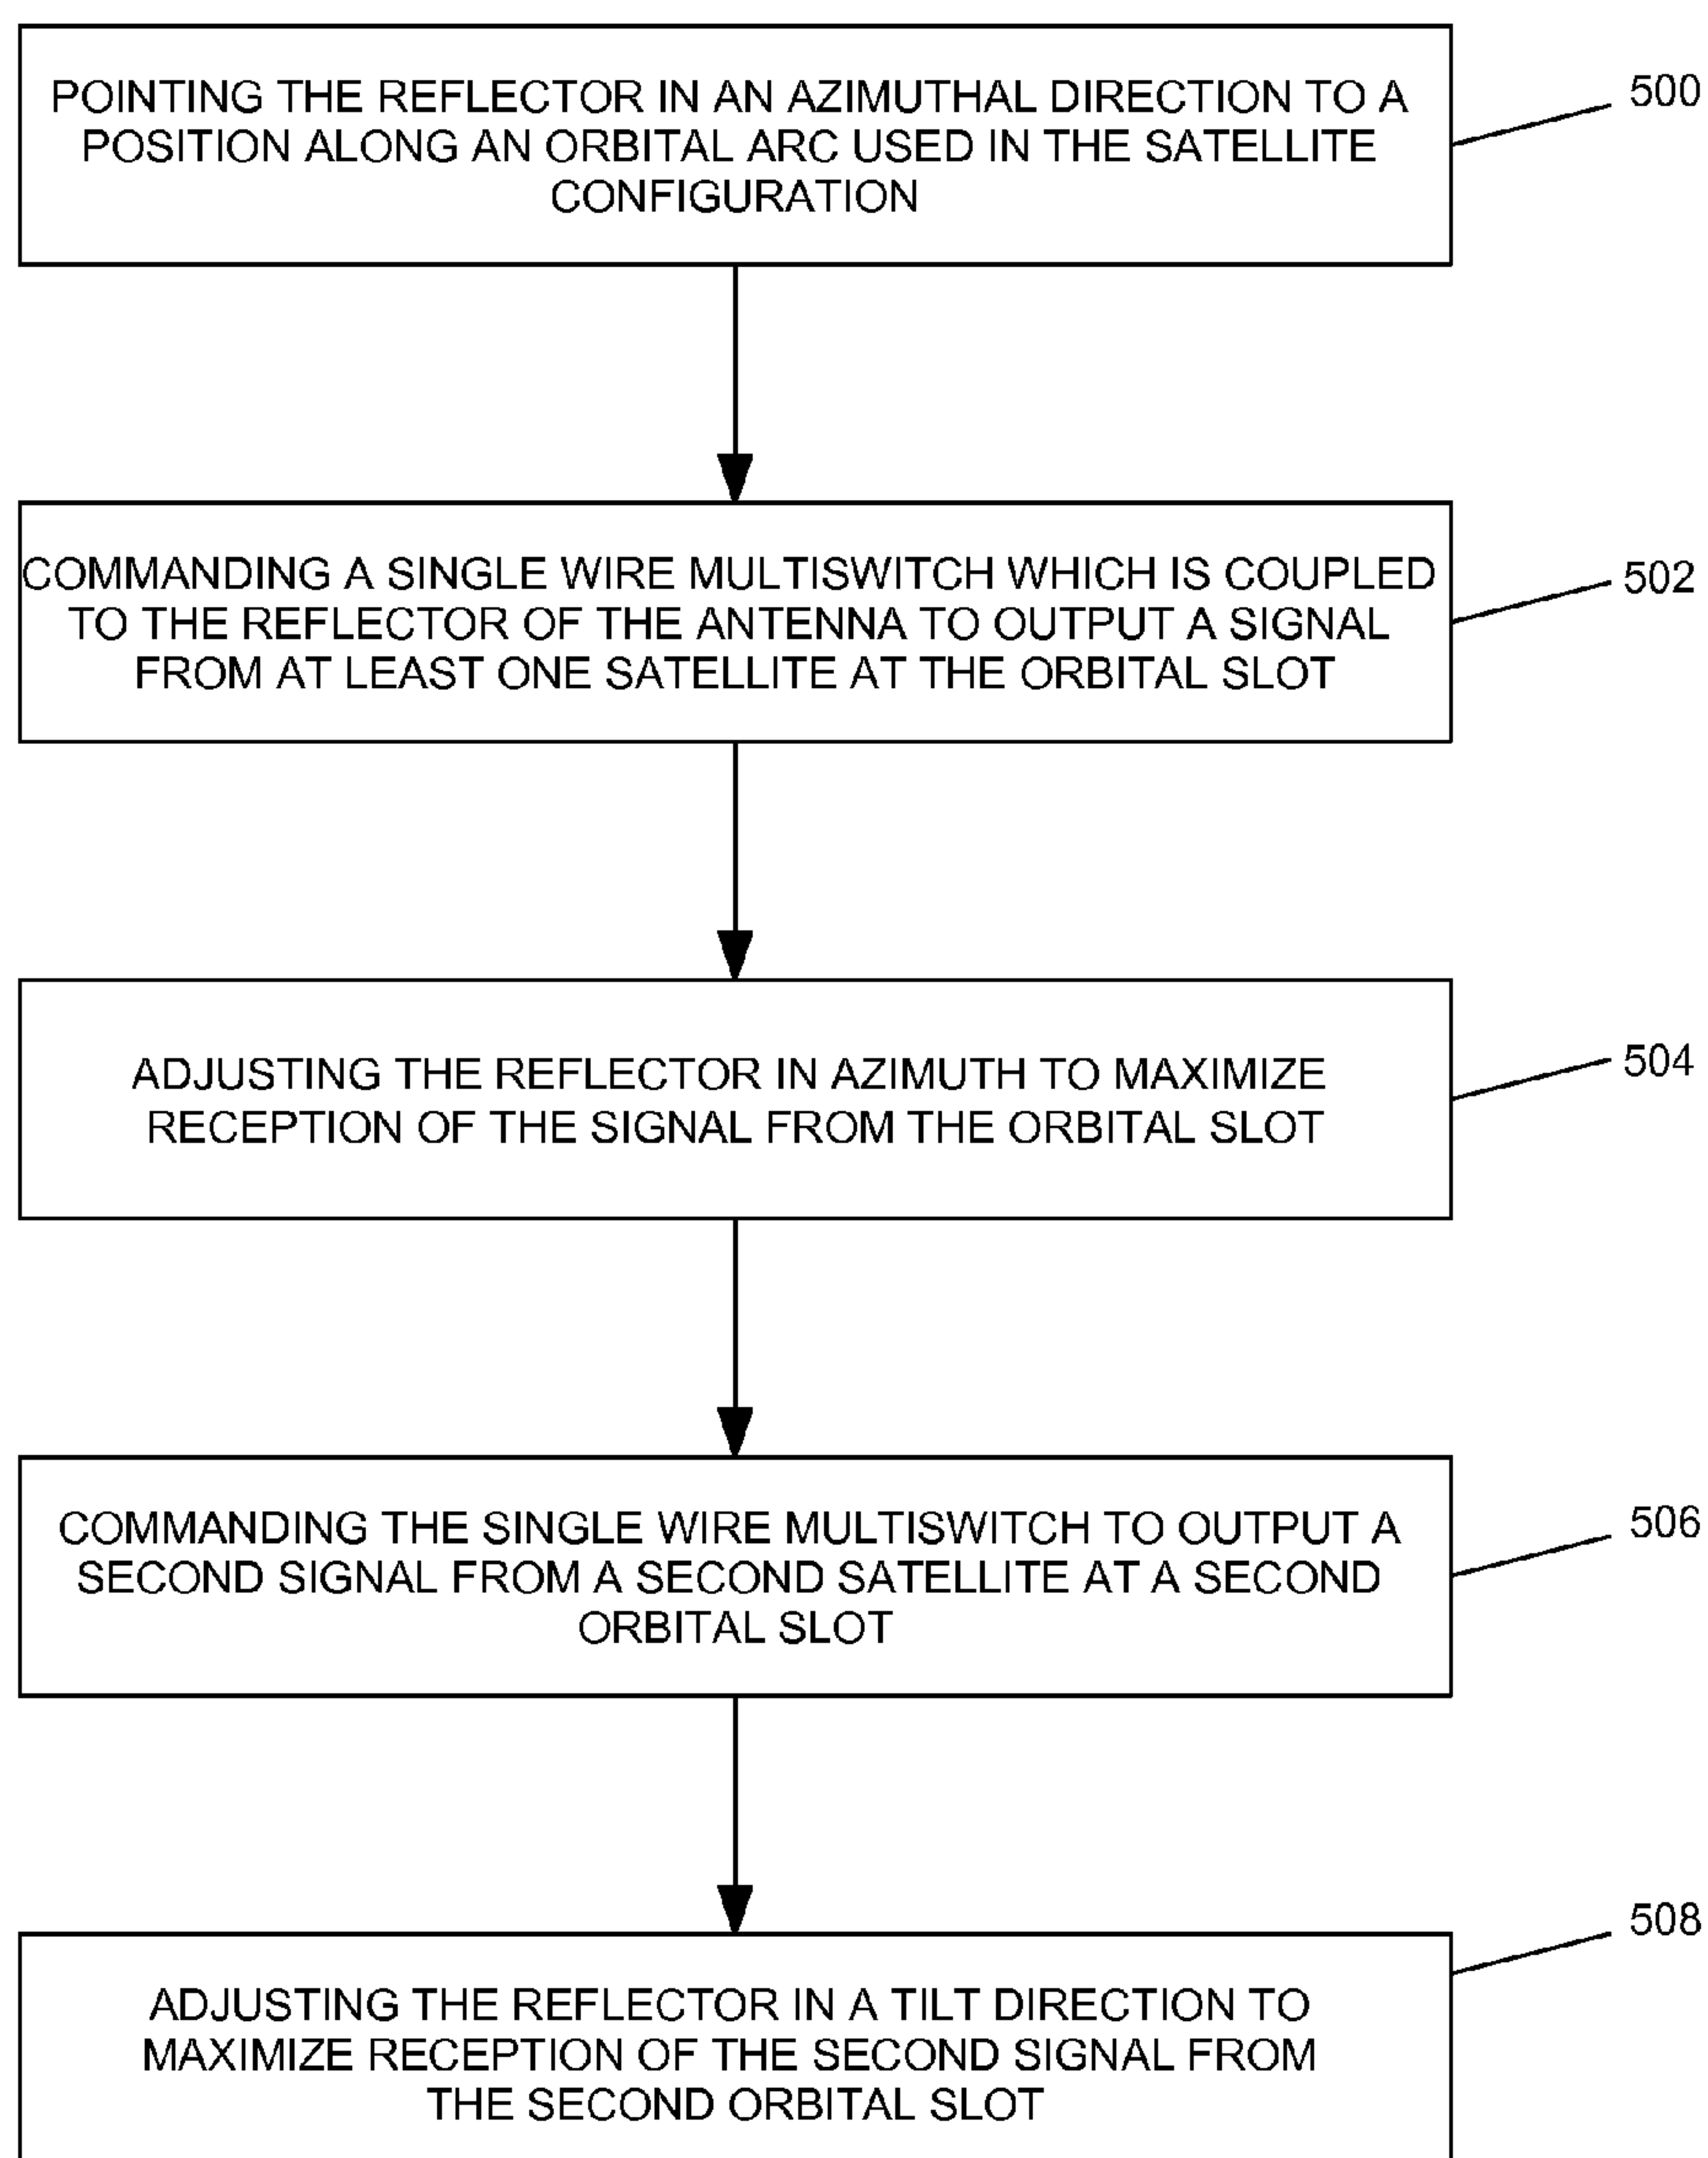 POINTING THE REFLECTOR IN AN AZIMUTHAL DIRECTION TO A
POSITION ALONG AN ORBITAL ARC USED IN THE SATELLITE
CONFIGURATION
500
COMMANDING A SINGLE WIRE MULTISWITCH WHICH IS COUPLED
TO THE REFLECTOR OF THE ANTENNA TO OUTPUT A SIGNAL
FROM AT LEAST ONE SATELLITE AT THE ORBITAL SLOT
502
ADJUSTING THE REFLECTOR IN AZIMUTH TO MAXIMIZE
RECEPTION OF THE SIGNAL FROM THE ORBITAL SLOT
504
COMMANDING THE SINGLE WIRE MULTISWITCH TO OUTPUT A
SECOND SIGNAL FROM A SECOND SATELLITE AT A SECOND
ORBITAL SLOT
506
ADJUSTING THE REFLECTOR IN A TILT DIRECTION TO
MAXIMIZE RECEPTION OF THE SECOND SIGNAL FROM
THE SECOND ORBITAL SLOT
508